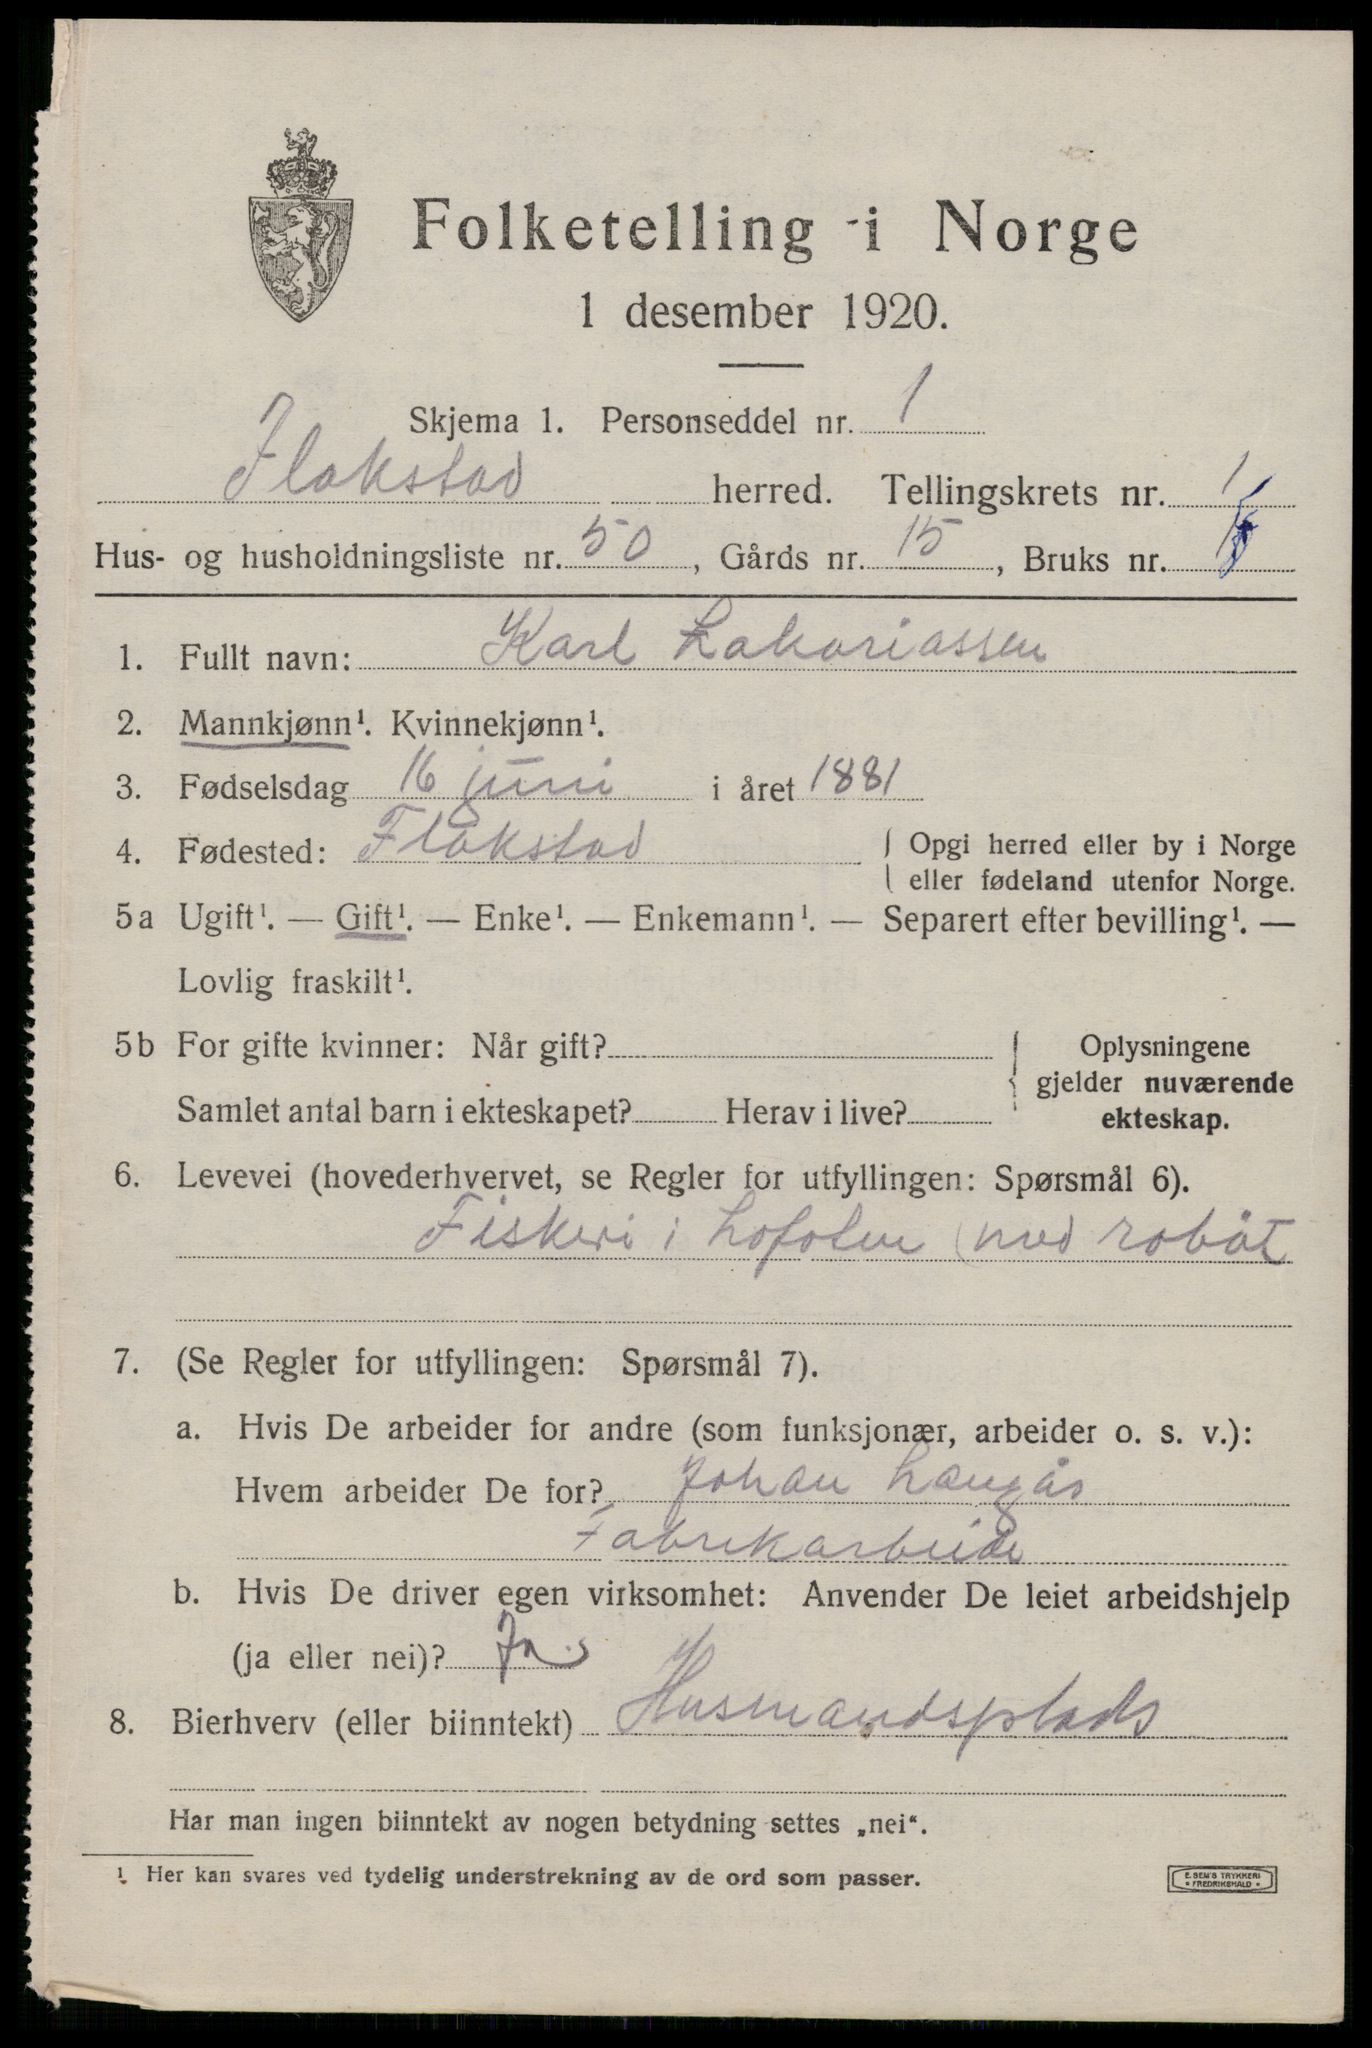 Folketelling i Norge
1 desember 1920.
Skjema 1. Personseddel nr. 1
Flakstad herred. Tellingskrets nr. 1
Hus- og husholdningsliste nr. 50, Gårds nr. 15, Bruks nr.
1. Fullt navn: Karl Zakariassen
2. Mannkjønn¹. Kvinnekjønn¹.
3. Fødselsdag 16 juni i året 1881
4. Fødested: Flakstad { Opgi herred eller by i Norge
eller fødeland utenfor Norge.
5a Ugift¹. — Gift¹. — Enke¹. — Enkemann¹. — Separert efter bevilling¹. —
Lovlig fraskilt¹.
5b For gifte kvinner: Når gift? { Oplysningene
gjelder nuværende
Samlet antal barn i ekteskapet? Herav i live? ekteskap.
6. Levevei (hovederhvervet, se Regler for utfyllingen: Spørsmål 6).
Fiskeri i Lofoten med robåt
7. (Se Regler for utfyllingen: Spørsmål 7).
a. Hvis De arbeider for andre (som funksjonær, arbeider o. s. v.):
Hvem arbeider De for? Johan Langås
Fabrikarbeide
b. Hvis De driver egen virksomhet: Anvender De leiet arbeidshjelp
(ja eller nei)? Ja
8. Bierhverv (eller biinntekt) Husmandsplads
Har man ingen biinntekt av nogen betydning settes „nei“.
¹ Her kan svares ved tydelig understrekning av de ord som passer.
E. SEM'S TRYKKERI
* FREDRIKSHALD *